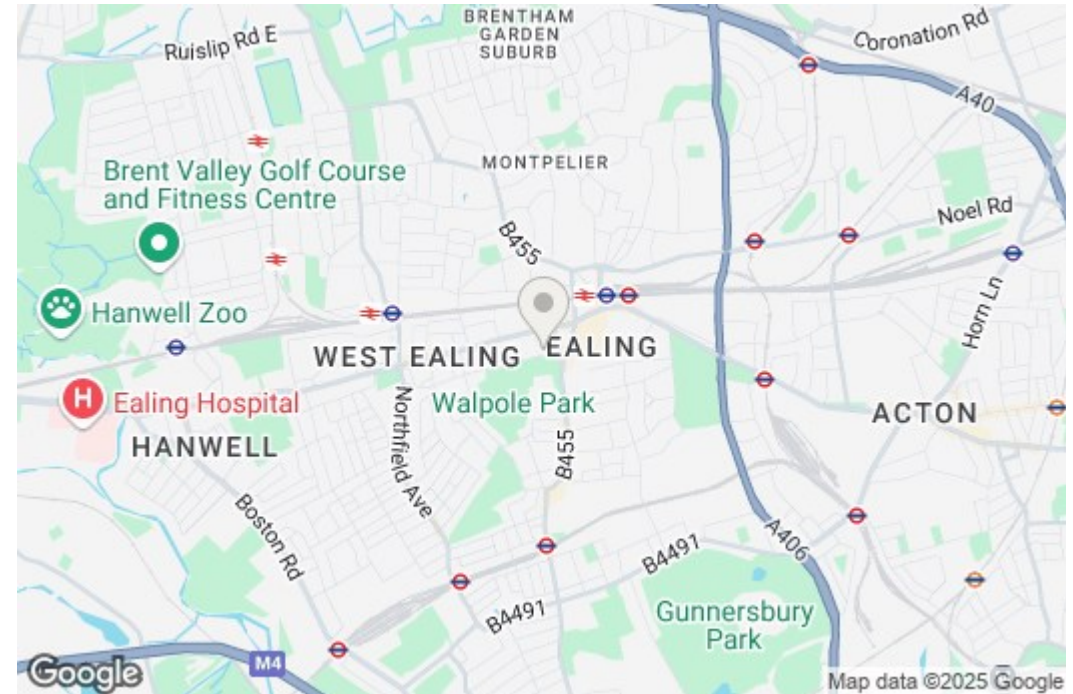 BRENTHAM
GARDEN
SUBURB
Coronation Rd
Ruislip Rd E
A40
Brent Valley Golf Course
and Fitness Centre
MONTPELIER
Noel Rd
B455
Hanwell Zoo
Horn Ln
WEST EALING
EALING
H
Ealing Hospital
Walpole Park
ACTON
HANWELL
Northfield Ave
B455
Boston Rd
A406
B4491
B4491
Gunnersbury
Park
M4
Google
Map data ©2025 Google